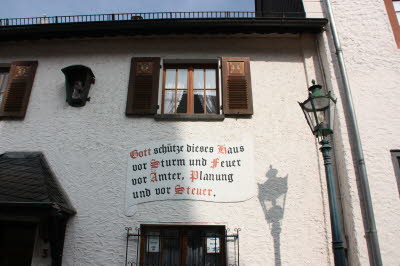 Gott schütze dieses Haus
vor Sturm und Feuer
vor Ämter, Planung
und vor Steuer.